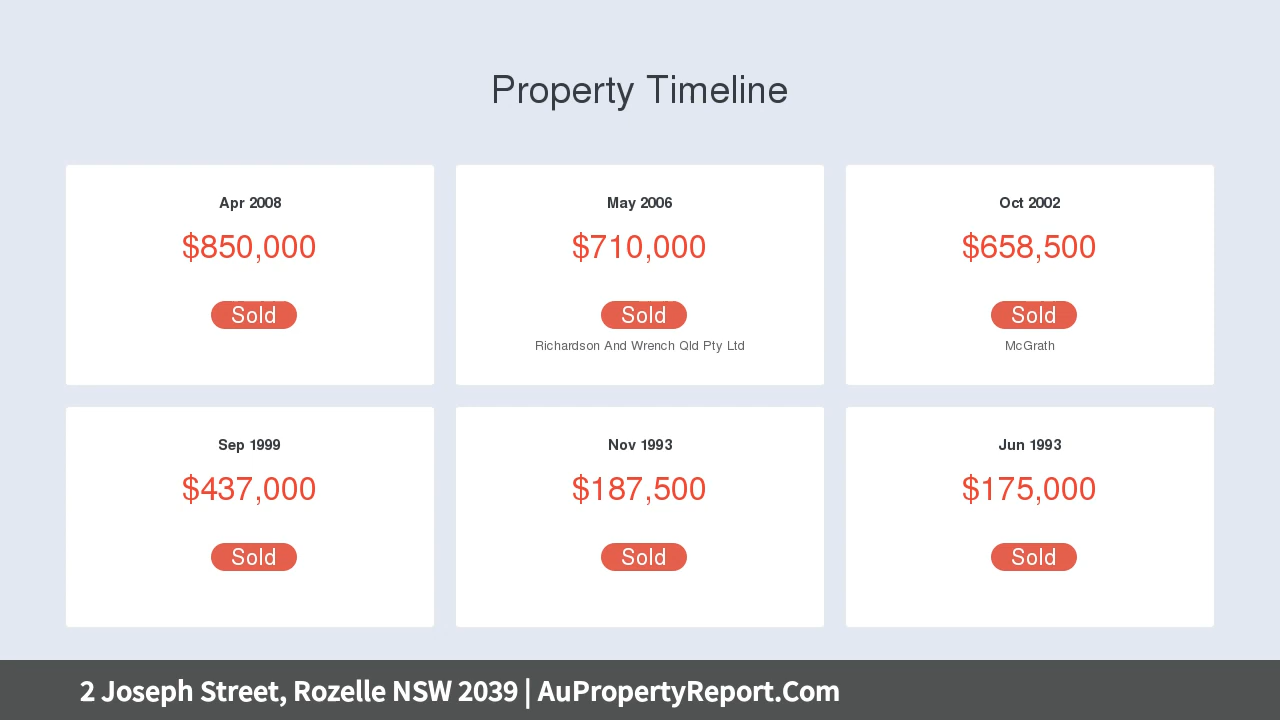 Property Timeline
Apr 2008
$850,000
Sold
May 2006
$710,000
Sold
Richardson And Wrench Qld Pty Ltd
Oct 2002
$658,500
Sold
McGrath
Sep 1999
$437,000
Sold
Nov 1993
$187,500
Sold
Jun 1993
$175,000
Sold
2 Joseph Street, Rozelle NSW 2039 | AuPropertyReport.Com